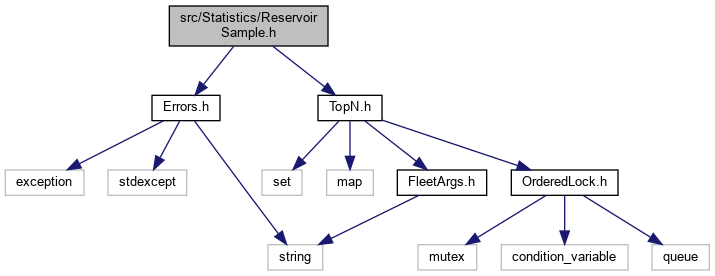 src/Statistics/Reservoir
Sample.h
Errors.h
TopN.h
exception
stdexcept
set
map
FleetArgs.h
OrderedLock.h
string
mutex
condition_variable
queue